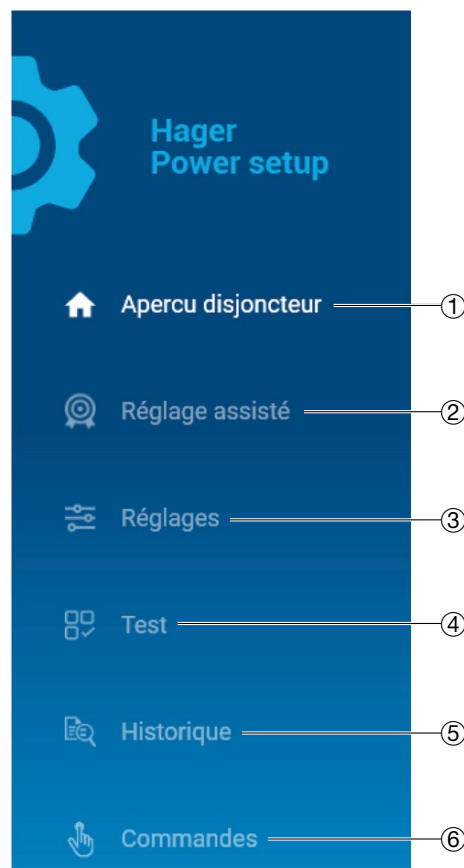 Hager
Power setup
Apercu disjoncteur ①
Réglage assisté ②
Réglages ③
Test ④
Historique ⑤
Commandes ⑥